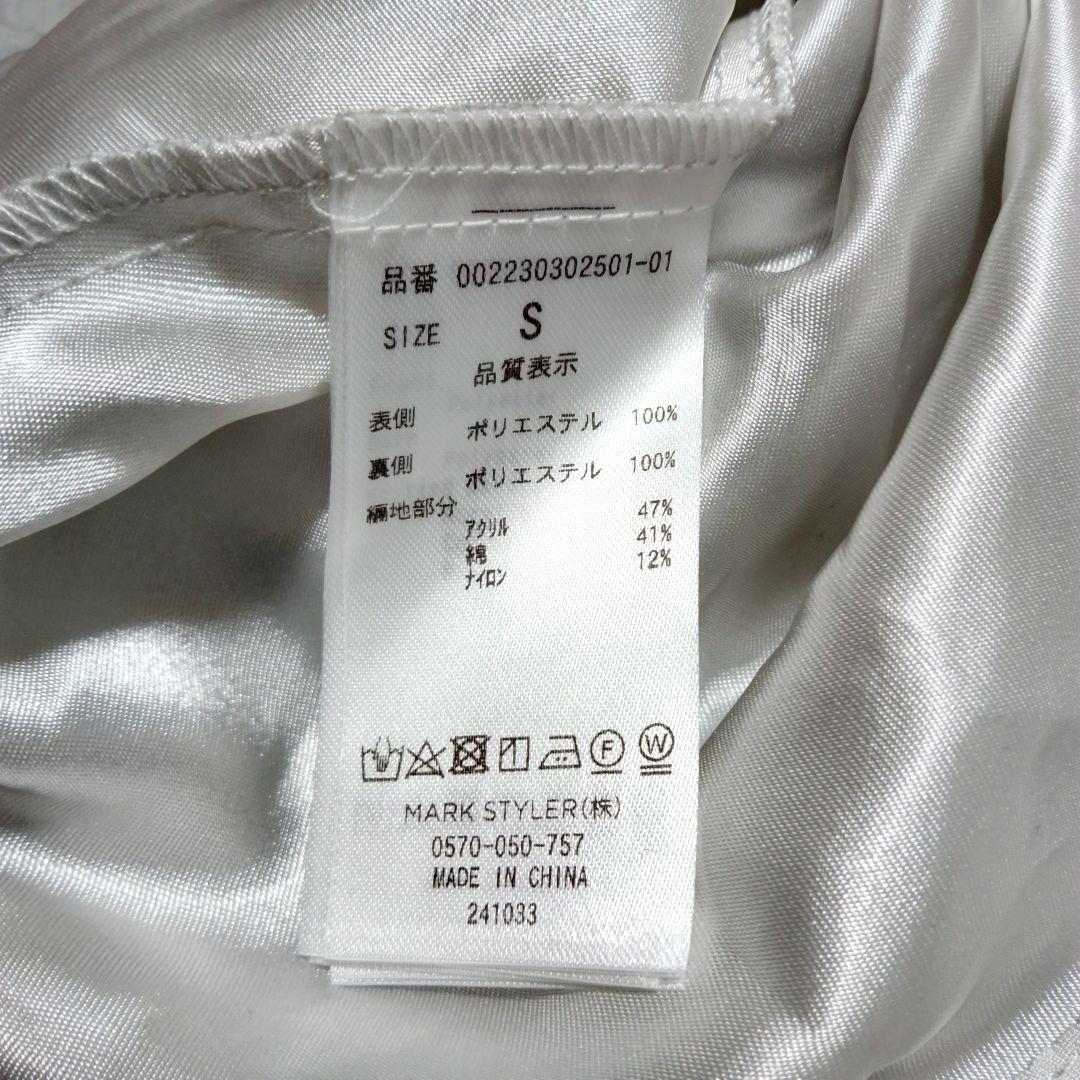 品番 002230302501-01
SIZE S
品質表示
表側 ポリエステル 100%
裏側 ポリエステル 100%
編地部分 アクリル 47%
綿 41%
ナイロン 12%
F W
MARK STYLER(株)
0570-050-757
MADE IN CHINA
241033